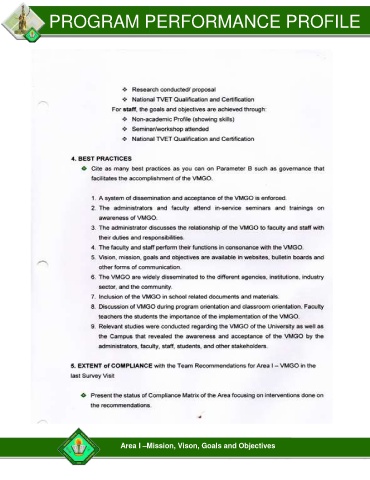 PROGRAM PERFORMANCE PROFILE
❖ Research conducted/ proposal
❖ National TVET Qualification and Certification
For staff, the goals and objectives are achieved through:
❖ Non-academic Profile (showing skills)
❖ Seminar/workshop attended
❖ National TVET Qualification and Certification
4. BEST PRACTICES
❖ Cite as many best practices as you can on Parameter B such as governance that
facilitates the accomplishment of the VMGO.
1. A system of dissemination and acceptance of the VMGO is enforced.
2. The administrators and faculty attend in-service seminars and trainings on
awareness of VMGO.
3. The administrator discusses the relationship of the VMGO to faculty and staff with
their duties and responsibilities.
4. The faculty and staff perform their functions in consonance with the VMGO.
5. Vision, mission, goals and objectives are available in websites, bulletin boards and
other forms of communication.
6. The VMGO are widely disseminated to the different agencies, institutions, industry
sector, and the community.
7. Inclusion of the VMGO in school related documents and materials.
8. Discussion of VMGO during program orientation and classroom orientation. Faculty
teachers the students the importance of the implementation of the VMGO.
9. Relevant studies were conducted regarding the VMGO of the University as well as
the Campus that revealed the awareness and acceptance of the VMGO by the
administrators, faculty, staff, students, and other stakeholders.
5. EXTENT of COMPLIANCE with the Team Recommendations for Area I – VMGO in the
last Survey Visit
❖ Present the status of Compliance Matrix of the Area focusing on interventions done on
the recommendations.
Area I –Mission, Vison, Goals and Objectives